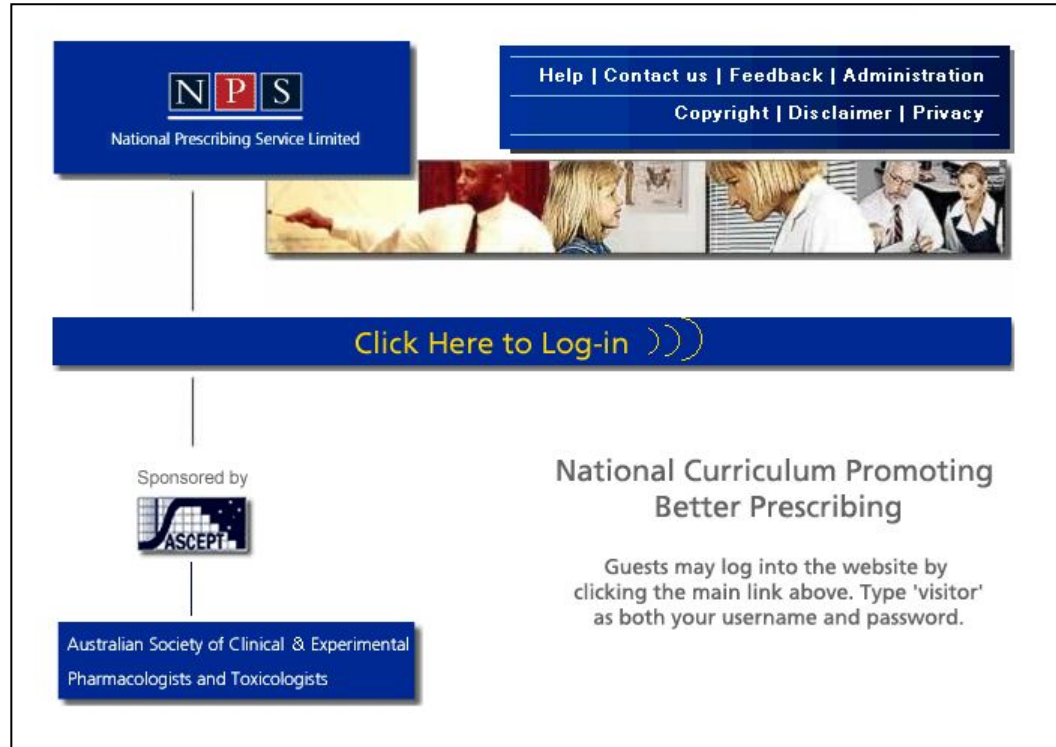 NPS
National Prescribing Service Limited
Help | Contact us | Feedback | Administration
Copyright | Disclaimer | Privacy
Click Here to Log-in
Sponsored by
ASCEPT
Australian Society of Clinical & Experimental
Pharmacologists and Toxicologists
National Curriculum Promoting
Better Prescribing
Guests may log into the website by
clicking the main link above. Type 'visitor'
as both your username and password.